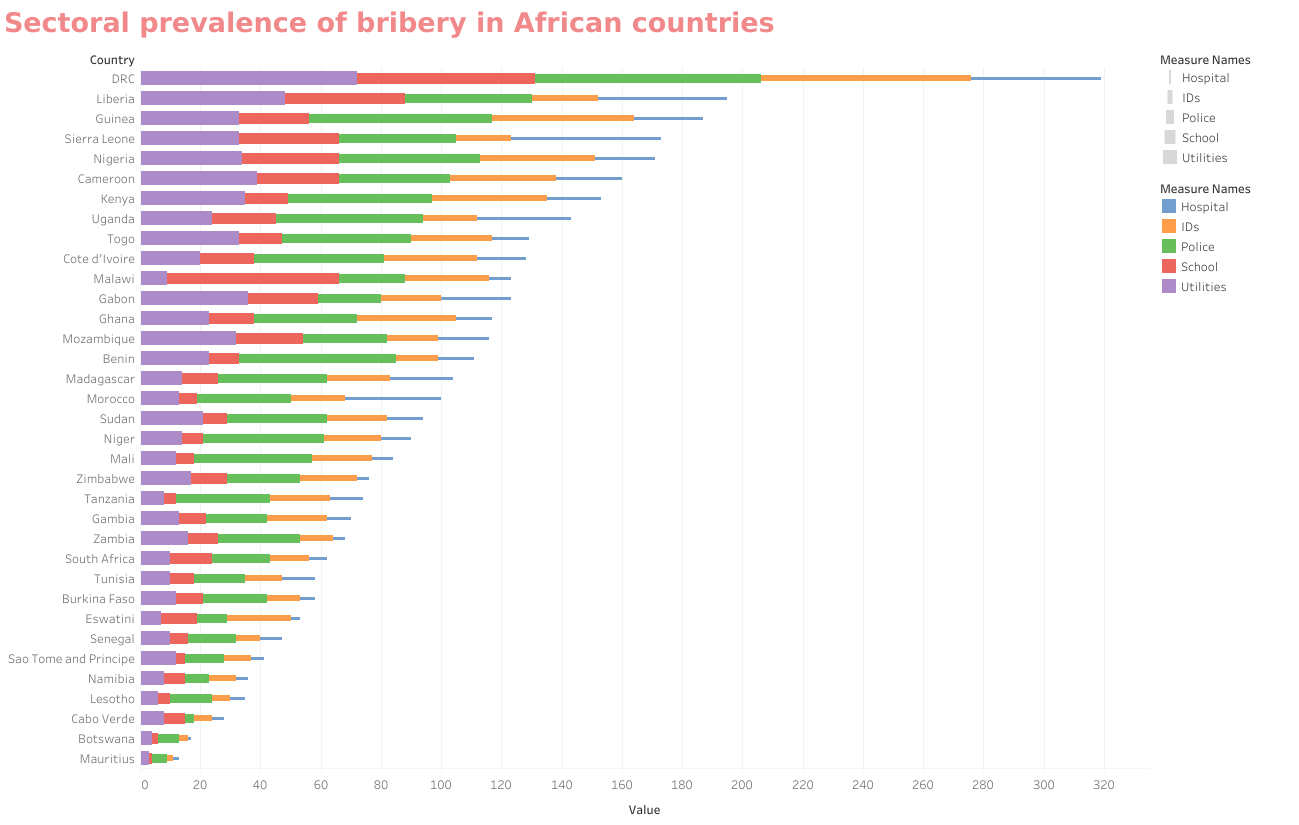 Sectoral prevalence of bribery in African countries
Country
DRC
Liberia
Guinea
Sierra Leone
Nigeria
Cameroon
Kenya
Uganda
Togo
Cote d'Ivoire
Malawi
Gabon
Ghana
Mozambique
Benin
Madagascar
Morocco
Sudan
Niger
Mali
Zimbabwe
Tanzania
Gambia
Zambia
South Africa
Tunisia
Burkina Faso
Eswatini
Senegal
Sao Tome and Principe
Namibia
Lesotho
Cabo Verde
Botswana
Mauritius
0 20 40 60 80 100 120 140 160 180 200 220 240 260 280 300 320
Value
Measure Names
Hospital
IDs
Police
School
Utilities
Measure Names
Hospital
IDs
Police
School
Utilities